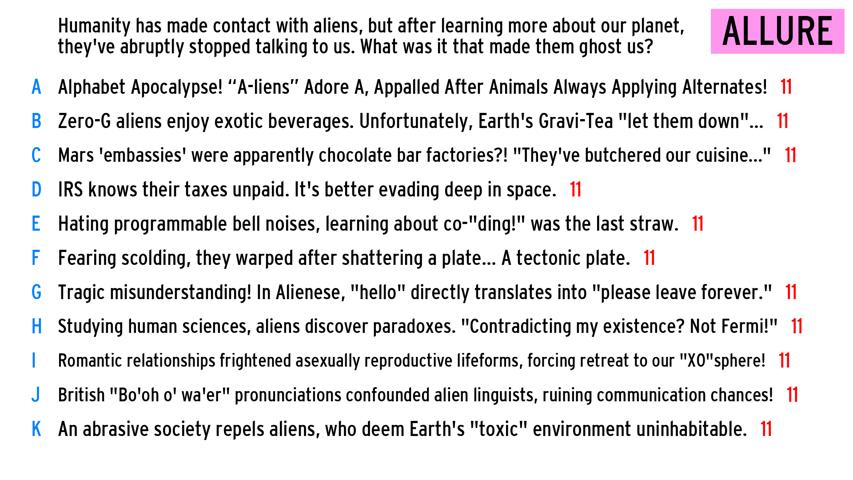 Humanity has made contact with aliens, but after learning more about our planet,
they've abruptly stopped talking to us. What was it that made them ghost us?
ALLURE
A Alphabet Apocalypse! “A-liens” Adore A, Appalled After Animals Always Applying Alternates! 11
B Zero-G aliens enjoy exotic beverages. Unfortunately, Earth's Gravi-Tea "let them down"... 11
C Mars 'embassies' were apparently chocolate bar factories?! "They've butchered our cuisine..." 11
D IRS knows their taxes unpaid. It's better evading deep in space. 11
E Hating programmable bell noises, learning about co-"ding!" was the last straw. 11
F Fearing scolding, they warped after shattering a plate... A tectonic plate. 11
G Tragic misunderstanding! In Alienese, "hello" directly translates into "please leave forever." 11
H Studying human sciences, aliens discover paradoxes. "Contradicting my existence? Not Fermi!" 11
I Romantic relationships frightened asexually reproductive lifeforms, forcing retreat to our "XO"sphere! 11
J British "Bo'oh o' wa'er" pronunciations confounded alien linguists, ruining communication chances! 11
K An abrasive society repels aliens, who deem Earth's "toxic" environment uninhabitable. 11